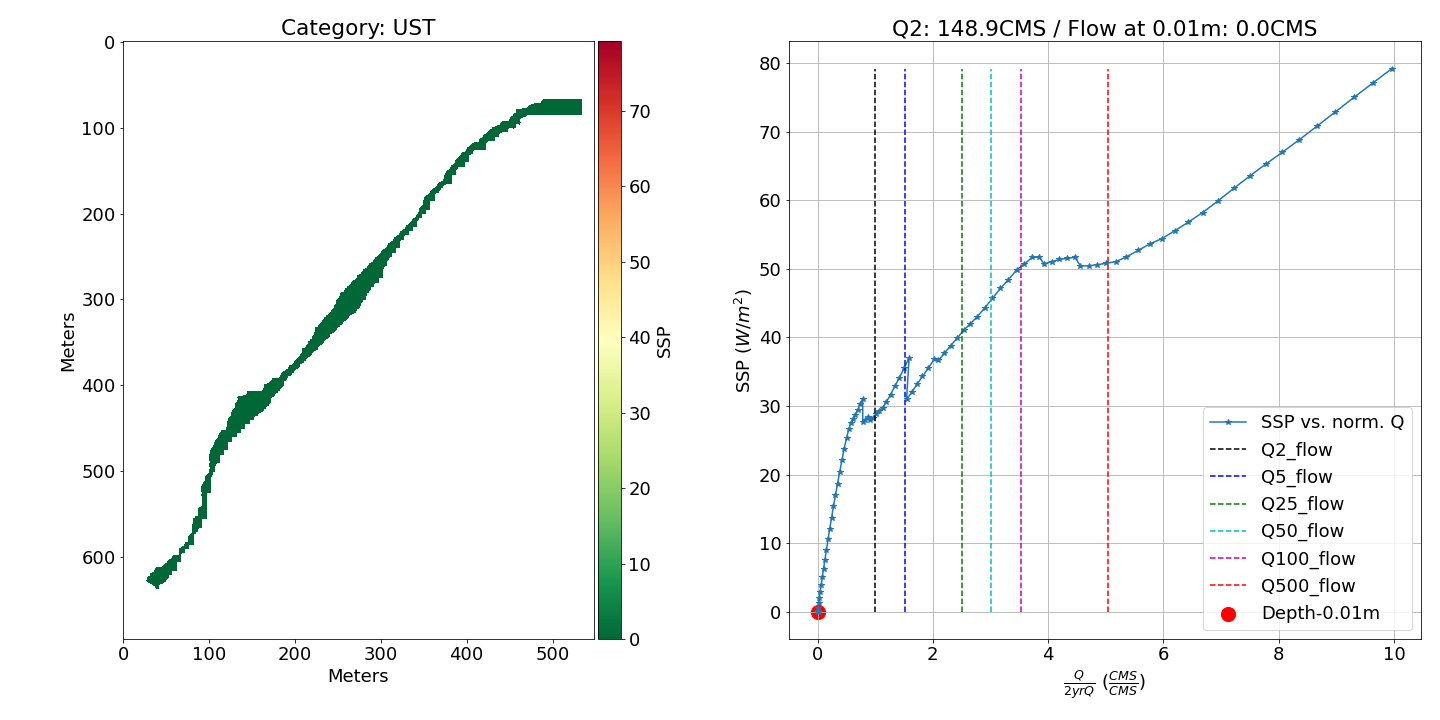 Category: UST
0
100
200
300
400
500
600
Meters
0 100 200 300 400 500
Meters
70
60
50
40
30
20
10
0
SSP
Q2: 148.9CMS / Flow at 0.01m: 0.0CMS
80
70
60
50
40
30
20
10
0
SSP (W/m²)
0 2 4 6 8 10
Q/2yrQ (CMS/CMS)
SSP vs. norm. Q
Q2_flow
Q5_flow
Q25_flow
Q50_flow
Q100_flow
Q500_flow
Depth-0.01m